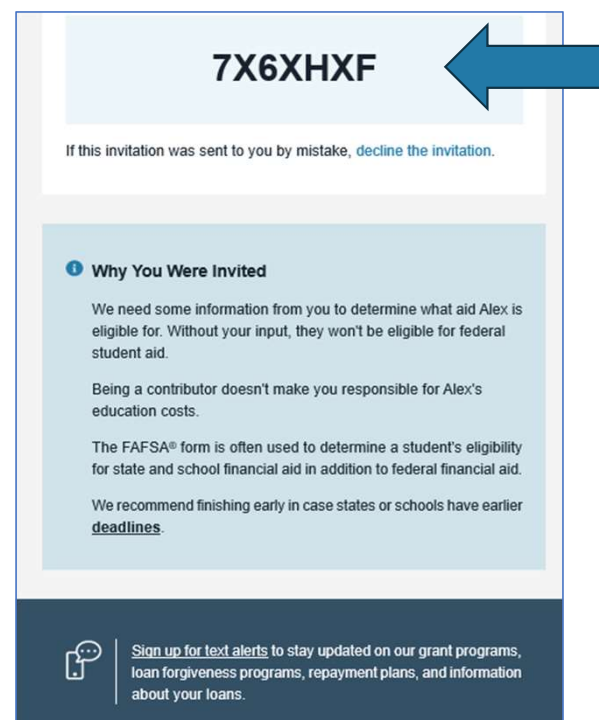 7X6XHXF
If this invitation was sent to you by mistake, decline the invitation.
Why You Were Invited
We need some information from you to determine what aid Alex is
eligible for. Without your input, they won't be eligible for federal
student aid.
Being a contributor doesn't make you responsible for Alex's
education costs.
The FAFSA® form is often used to determine a student's eligibility
for state and school financial aid in addition to federal financial aid.
We recommend finishing early in case states or schools have earlier
deadlines.
Sign up for text alerts to stay updated on our grant programs,
loan forgiveness programs, repayment plans, and information
about your loans.